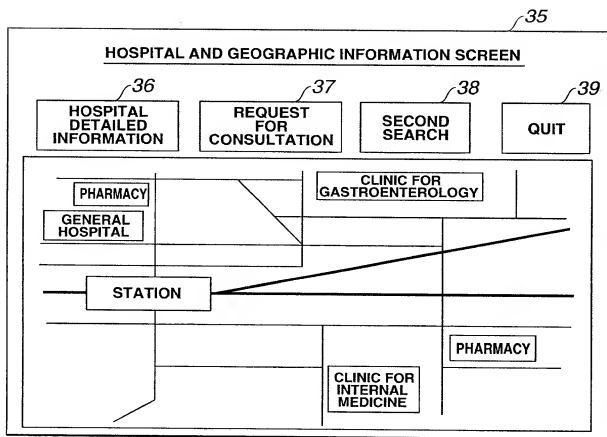 35
HOSPITAL AND GEOGRAPHIC INFORMATION SCREEN
36
37
38
39
HOSPITAL
DETAILED
INFORMATION
REQUEST
FOR
CONSULTATION
SECOND
SEARCH
QUIT
PHARMACY
CLINIC FOR
GASTROENTEROLOGY
GENERAL
HOSPITAL
STATION
PHARMACY
CLINIC FOR
INTERNAL
MEDICINE